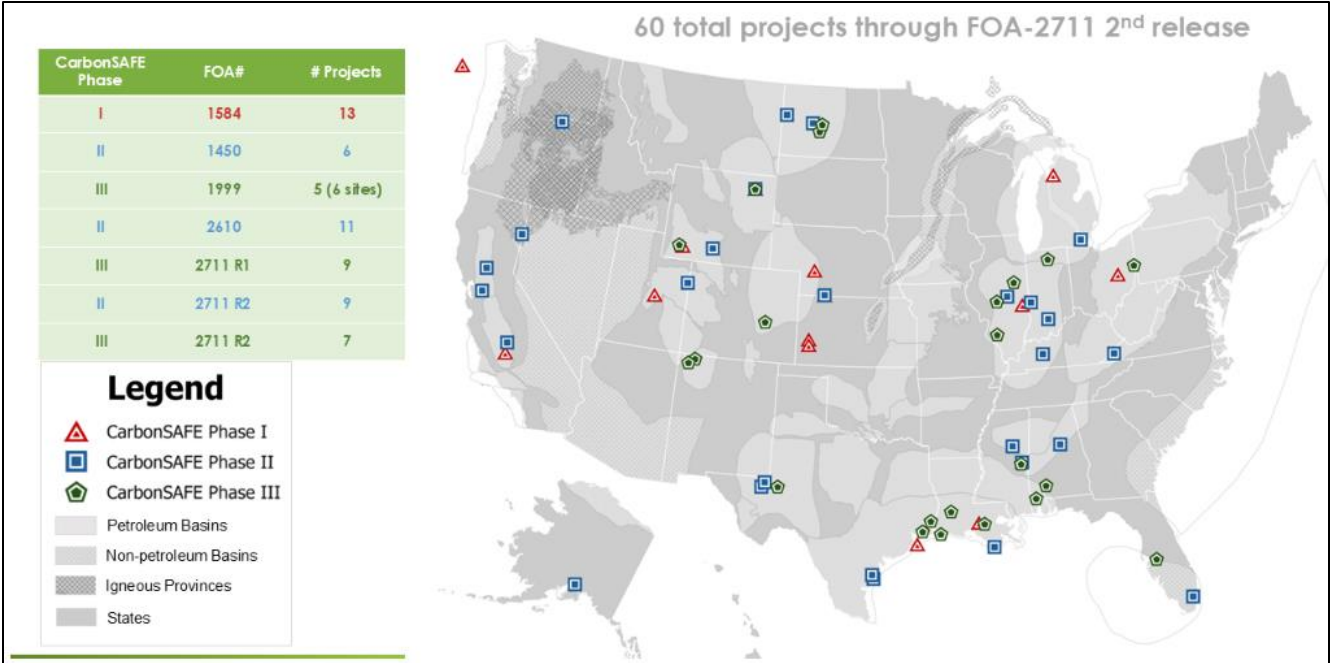 60 total projects through FOA-2711 2nd release
CarbonSAFE Phase FOA# # Projects
I 1584 13
II 1450 6
III 1999 5 (6 sites)
II 2610 11
III 2711 R1 9
II 2711 R2 9
III 2711 R2 7
Legend
CarbonSAFE Phase I
CarbonSAFE Phase II
CarbonSAFE Phase III
Petroleum Basins
Non-petroleum Basins
Igneous Provinces
States